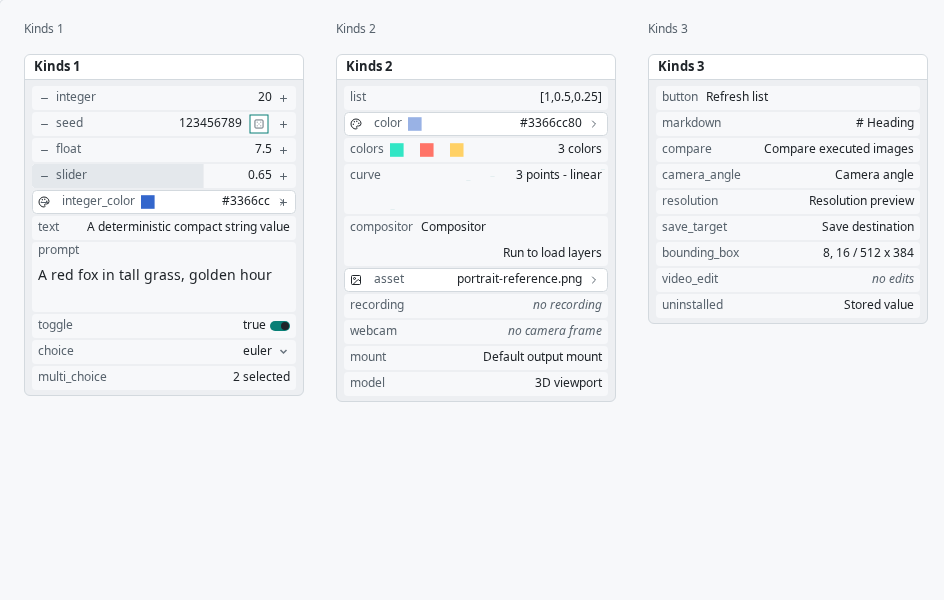 Kinds 1
Kinds 1
– integer 20 +
– seed 123456789 +
– float 7.5 +
– slider 0.65 +
integer_color #3366cc +
text A deterministic compact string value
prompt
A red fox in tall grass, golden hour
toggle true
choice euler
multi_choice 2 selected
Kinds 2
Kinds 2
list [1,0.5,0.25]
color #3366cc80
colors 3 colors
curve 3 points - linear
compositor Compositor
Run to load layers
asset portrait-reference.png
recording no recording
webcam no camera frame
mount Default output mount
model 3D viewport
Kinds 3
Kinds 3
button Refresh list
markdown # Heading
compare Compare executed images
camera_angle Camera angle
resolution Resolution preview
save_target Save destination
bounding_box 8, 16 / 512 x 384
video_edit no edits
uninstalled Stored value